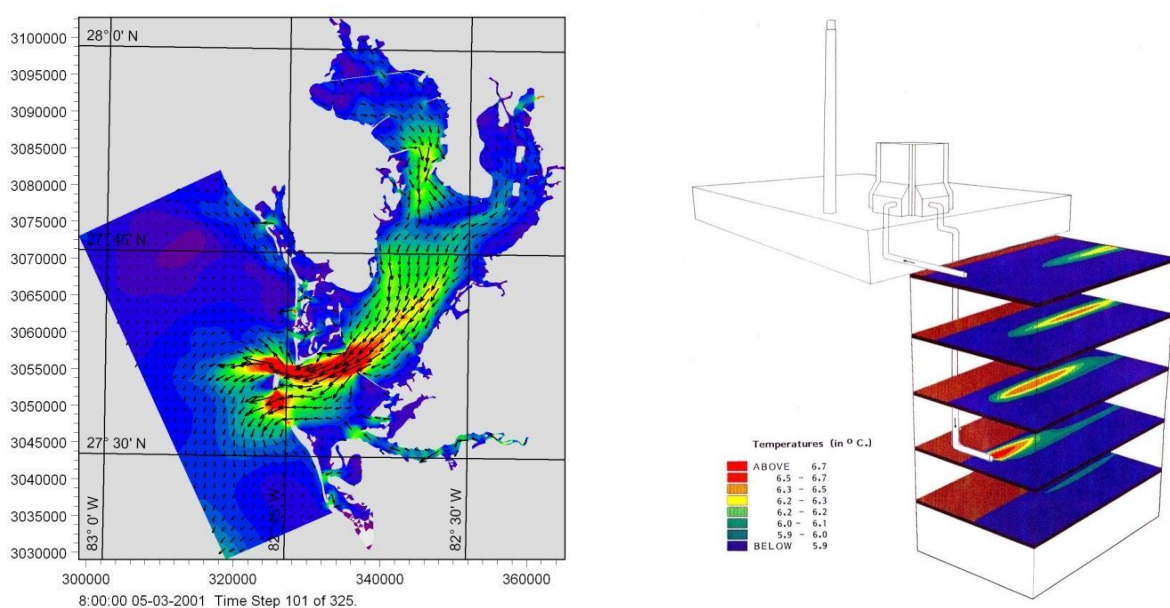 3100000
3095000
3090000
3085000
3080000
3075000
3070000
3065000
3060000
3055000
3050000
3045000
3040000
3035000
3030000
28° 0' N
27° 45' N
27° 30' N
83° 0' W
82° 45' W
82° 30' W
300000 320000 340000 360000
8:00:00 05-03-2001 Time Step 101 of 325.
Temperatures (in ° C.)
ABOVE 6.7
6.5 - 6.7
6.3 - 6.5
6.2 - 6.3
6.2 - 6.2
6.0 - 6.1
5.9 - 6.0
BELOW 5.9